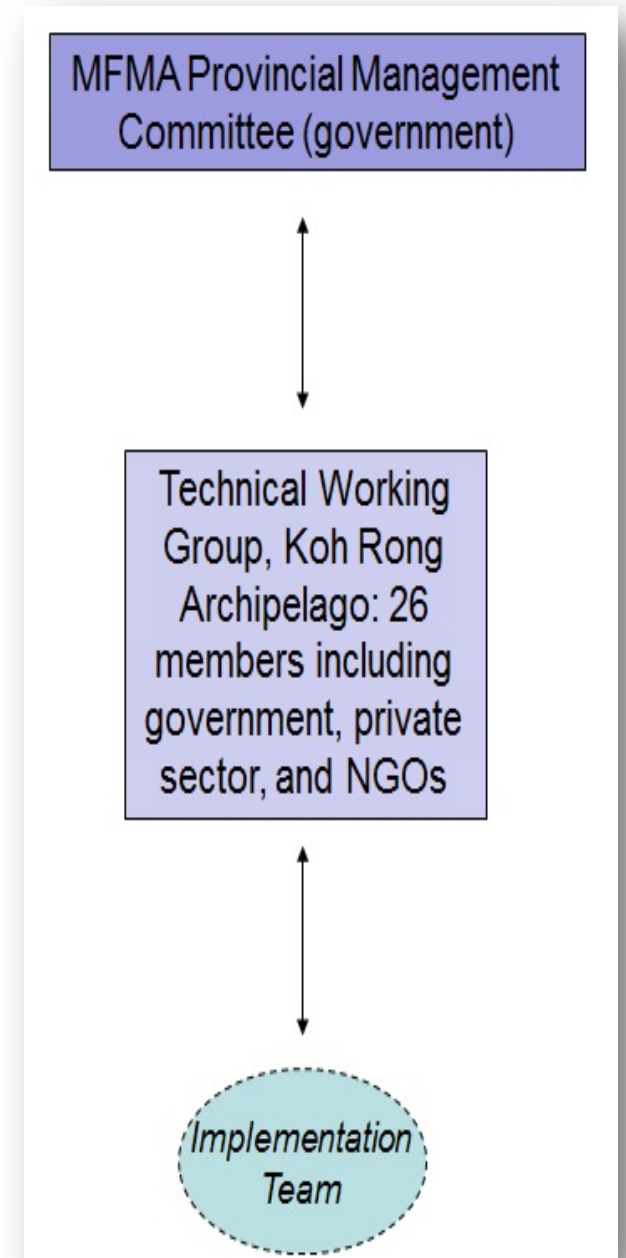 MFMA Provincial Management
Committee (government)
Technical Working
Group, Koh Rong
Archipelago: 26
members including
government, private
sector, and NGOs
Implementation
Team